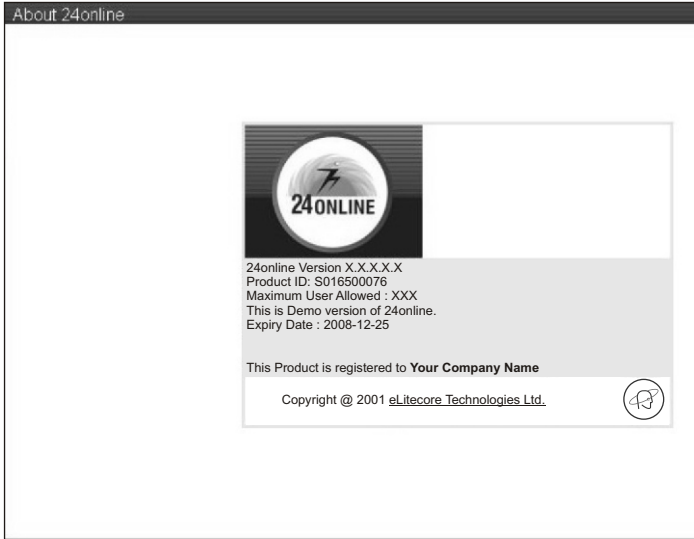 About 24online
24ONLINE
24online Version X.X.X.X.X
Product ID: S016500076
Maximum User Allowed : XXX
This is Demo version of 24online.
Expiry Date : 2008-12-25
This Product is registered to Your Company Name
Copyright @ 2001 eLitecore Technologies Ltd.